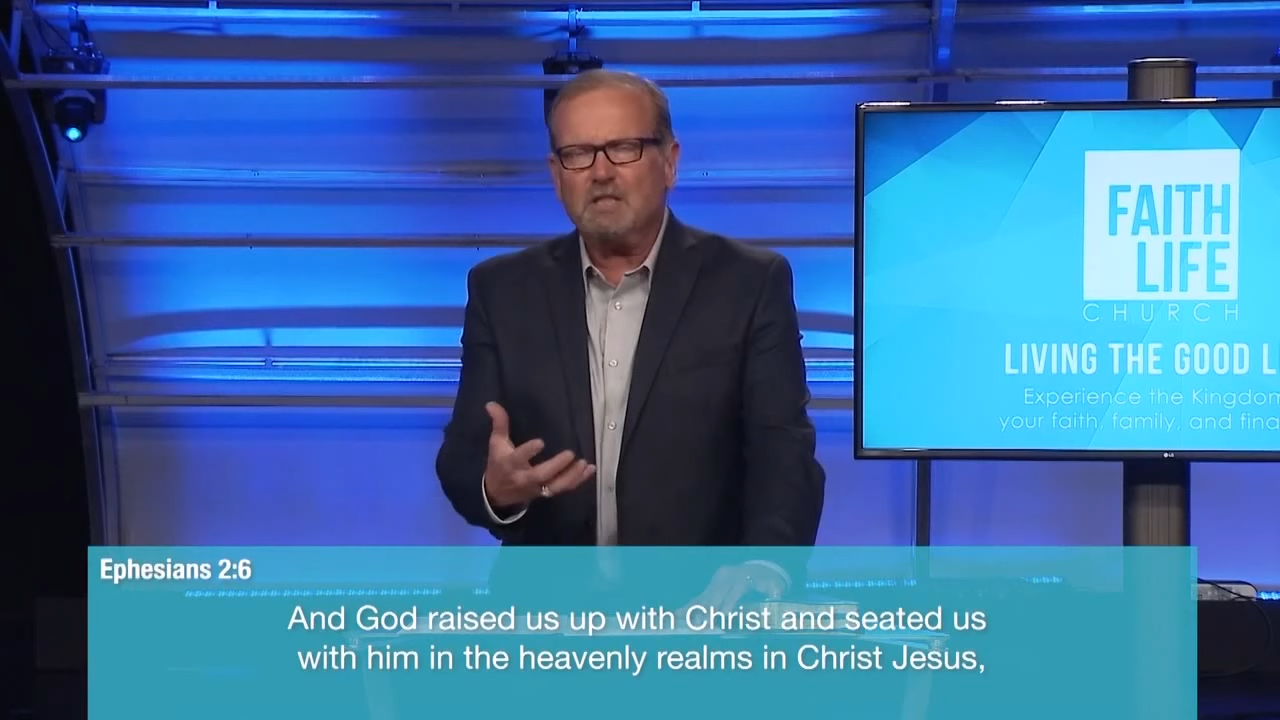 FAITH
LIFE
CHURCH
LIVING THE GOOD L
Experience the Kingdom
your faith, family, and fina
LG
Ephesians 2:6
And God raised us up with Christ and seated us
with him in the heavenly realms in Christ Jesus,